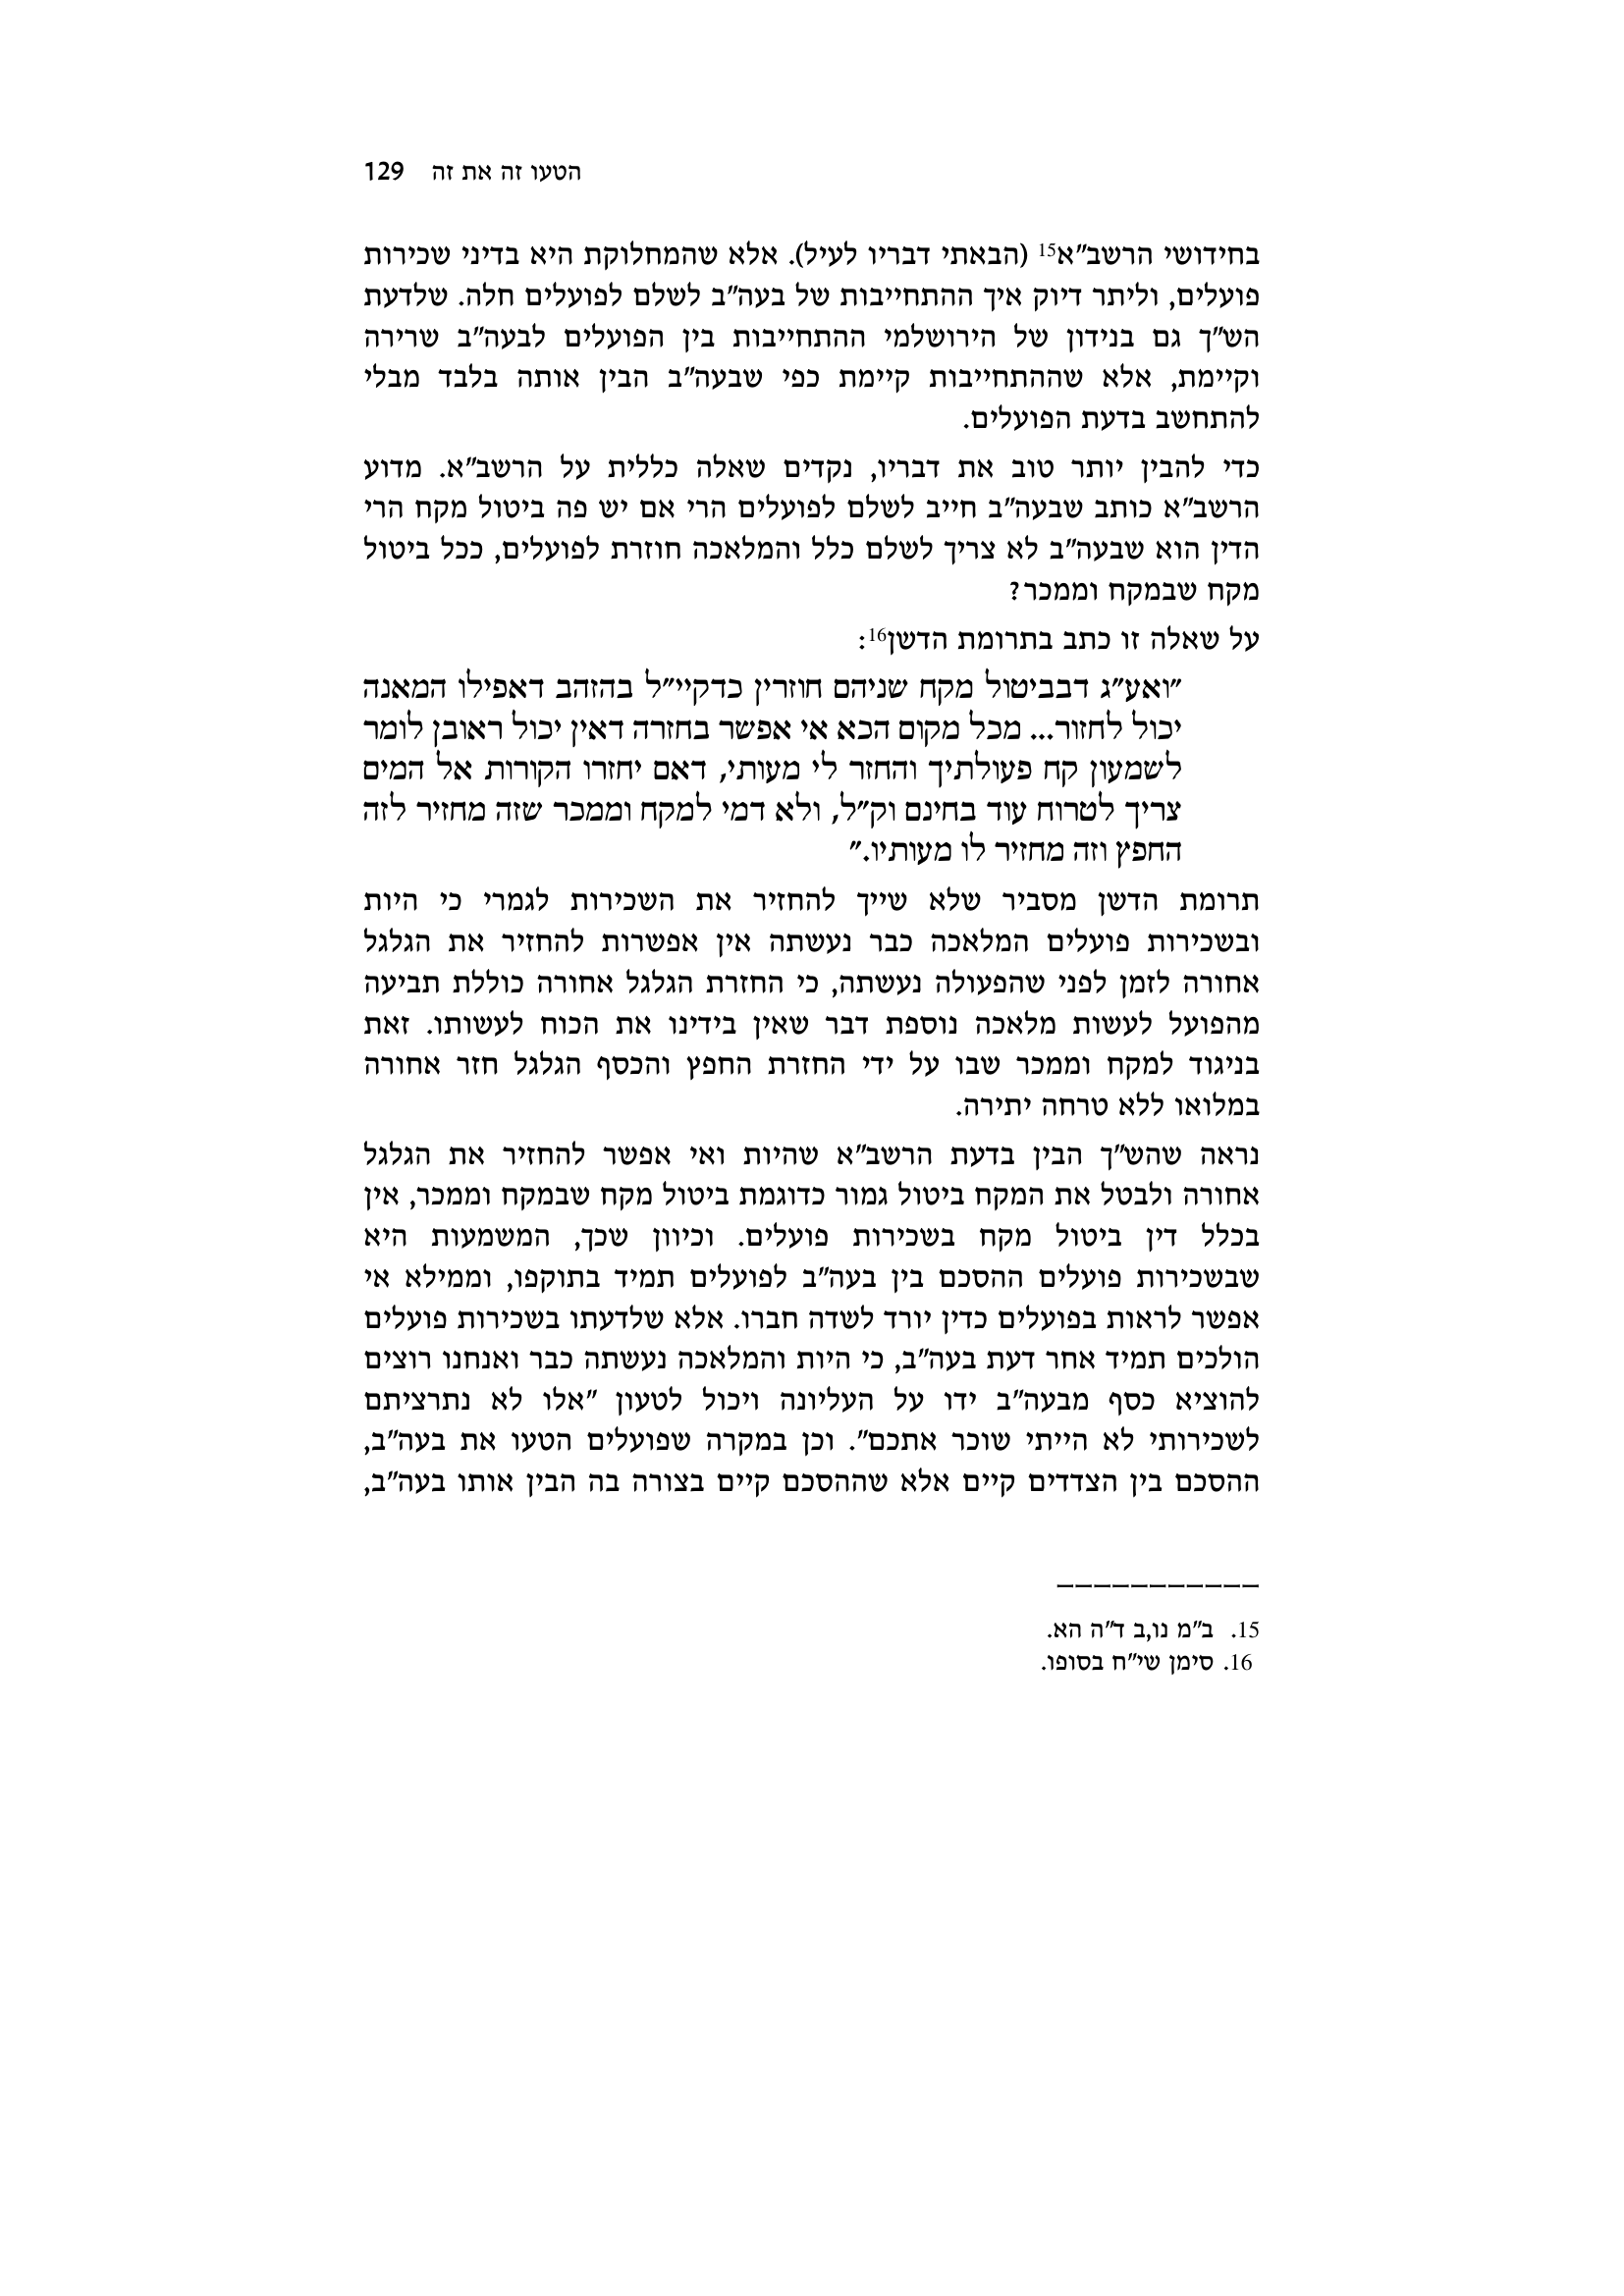 הטעו זה את זה 129
בחידושי הרשב"א15 (הבאתי דבריו לעיל). אלא שהמחלוקת היא בדיני שכירות
פועלים, וליתר דיוק איך ההתחייבות של בעה"ב לשלם לפועלים חלה. שלדעת
הש"ך גם בנידון של הירושלמי ההתחייבות בין הפועלים לבעה"ב שרירה
וקיימת, אלא שההתחייבות קיימת כפי שבעה"ב הבין אותה בלבד מבלי
להתחשב בדעת הפועלים.
כדי להבין יותר טוב את דבריו, נקדים שאלה כללית על הרשב"א. מדוע
הרשב"א כותב שבעה"ב חייב לשלם לפועלים הרי אם יש פה ביטול מקח הרי
הדין הוא שבעה"ב לא צריך לשלם כלל והמלאכה חוזרת לפועלים, ככל ביטול
מקח שבמקח וממכר?
על שאלה זו כתב בתרומת הדשן16:
"ואע"ג דבביטול מקח שניהם חוזרין כדקיי"ל בהזהב דאפילו המאנה
יכול לחזור... מכל מקום הכא אי אפשר בחזרה דאין יכול ראובן לומר
לשמעון קח פעולתיך והחזר לי מעותי, דאם יחזרו הקורות אל המים
צריך לטרוח עוד בחינם וק"ל, ולא דמי למקח וממכר שזה מחזיר לזה
החפץ וזה מחזיר לו מעותיו."
תרומת הדשן מסביר שלא שייך להחזיר את השכירות לגמרי כי היות
ובשכירות פועלים המלאכה כבר נעשתה אין אפשרות להחזיר את הגלגל
אחורה לזמן לפני שהפעולה נעשתה, כי החזרת הגלגל אחורה כוללת תביעה
מהפועל לעשות מלאכה נוספת דבר שאין בידינו את הכוח לעשותו. זאת
בניגוד למקח וממכר שבו על ידי החזרת החפץ והכסף הגלגל חזר אחורה
במלואו ללא טרחה יתירה.
נראה שהש"ך הבין בדעת הרשב"א שהיות ואי אפשר להחזיר את הגלגל
אחורה ולבטל את המקח ביטול גמור כדוגמת ביטול מקח שבמקח וממכר, אין
בכלל דין ביטול מקח בשכירות פועלים. וכיוון שכך, המשמעות היא
שבשכירות פועלים ההסכם בין בעה"ב לפועלים תמיד בתוקפו, וממילא אי
אפשר לראות בפועלים כדין יורד לשדה חברו. אלא שלדעתו בשכירות פועלים
הולכים תמיד אחר דעת בעה"ב, כי היות והמלאכה נעשתה כבר ואנחנו רוצים
להוציא כסף מבעה"ב ידו על העליונה ויכול לטעון "אלו לא נתרציתם
לשכירותי לא הייתי שוכר אתכם". וכן במקרה שפועלים הטעו את בעה"ב,
ההסכם בין הצדדים קיים אלא שההסכם קיים בצורה בה הבין אותו בעה"ב,
15. ב"מ נו,ב ד"ה הא.
16. סימן שי"ח בסופו.